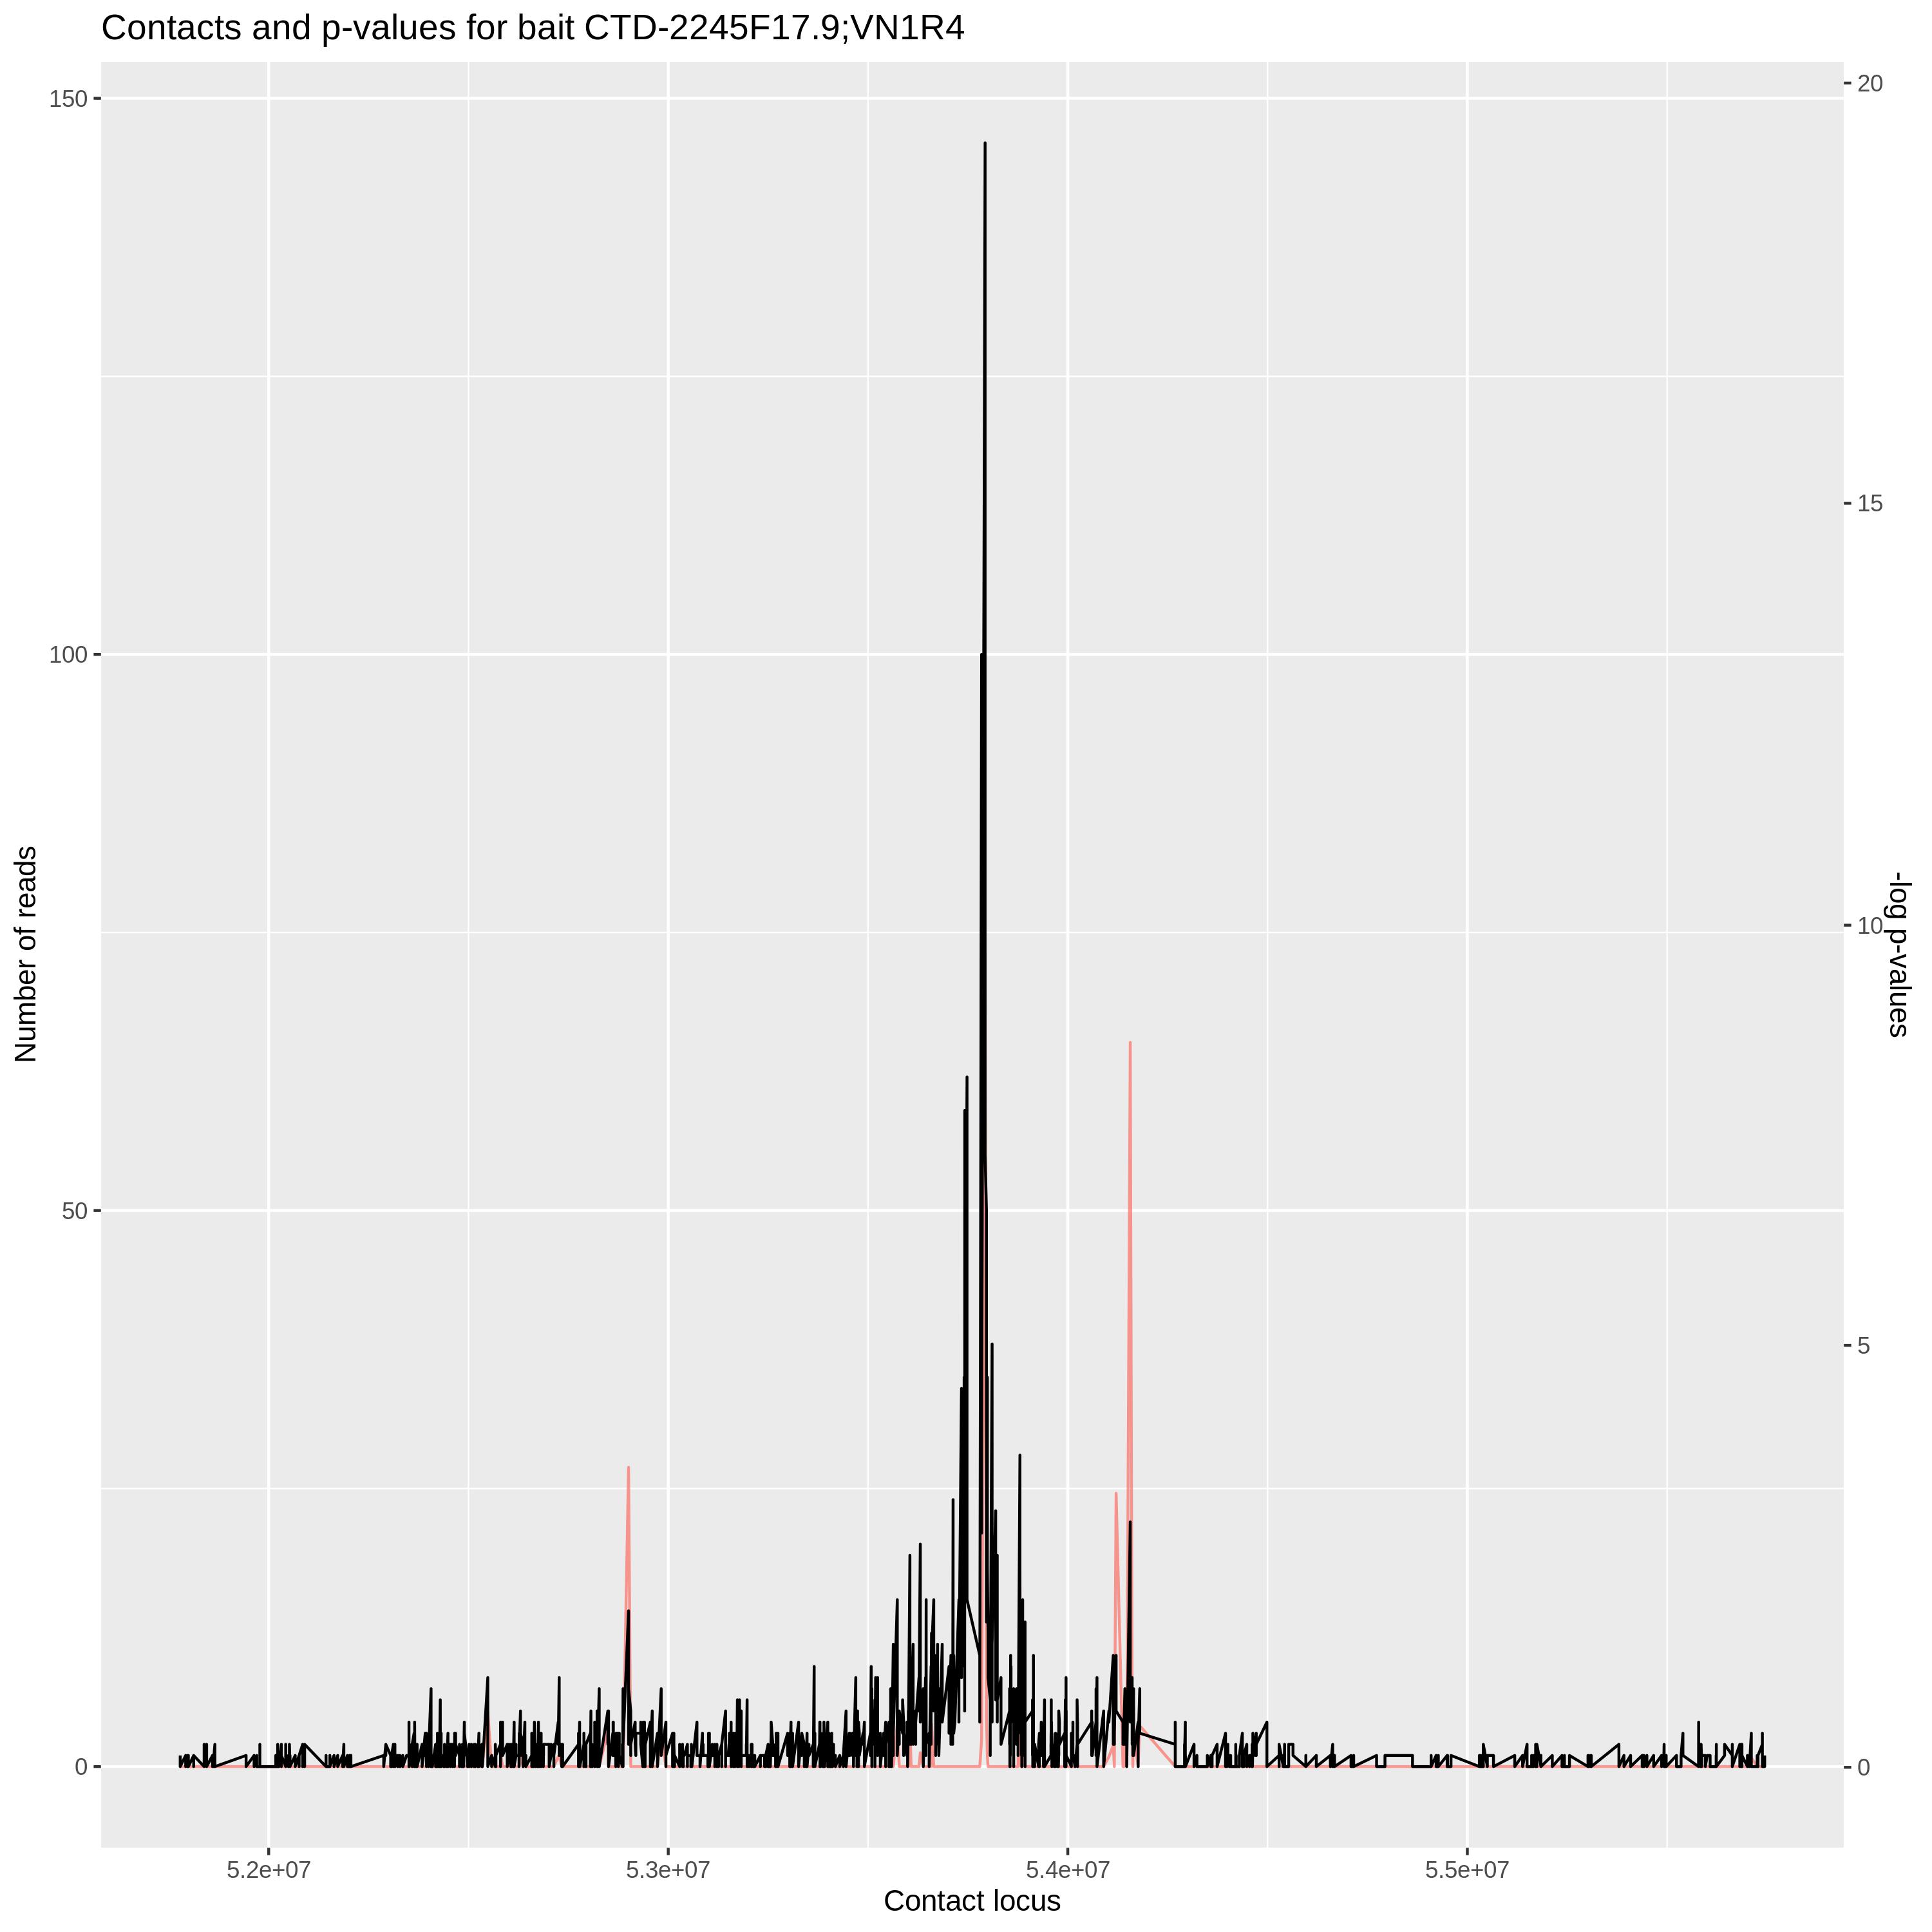 Contacts and p-values for bait CTD-2245F17.9;VN1R4
150
100
50
0
Number of reads
20
15
10
5
0
-log p-values
5.2e+07
5.3e+07
5.4e+07
5.5e+07
Contact locus